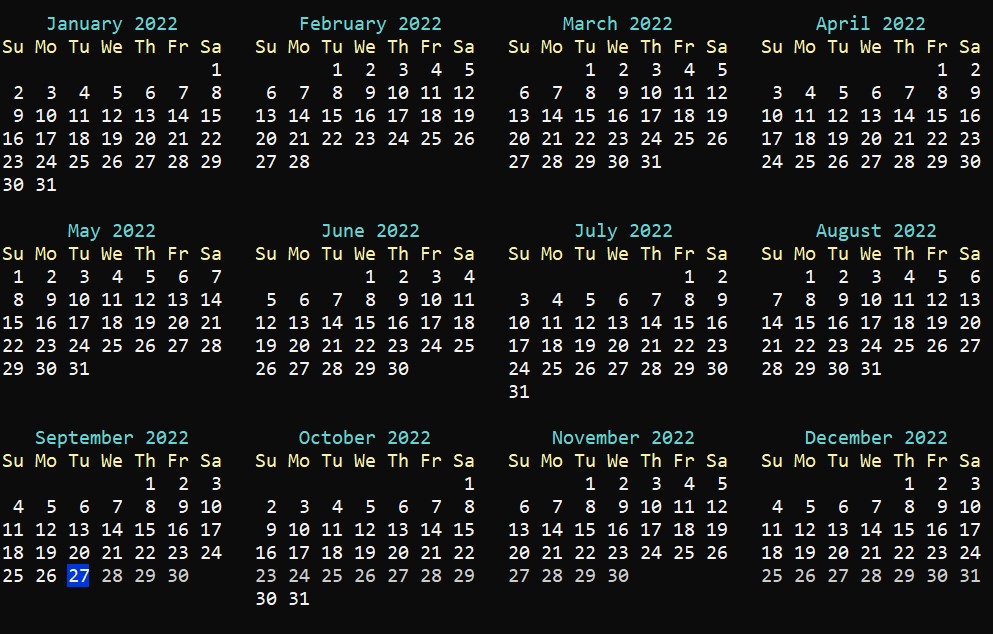 January 2022 February 2022 March 2022 April 2022
Su Mo Tu We Th Fr Sa Su Mo Tu We Th Fr Sa Su Mo Tu We Th Fr Sa Su Mo Tu We Th Fr Sa
1 1 2 3 4 5 1 2 3 4 5 1 2
2 3 4 5 6 7 8 6 7 8 9 10 11 12 6 7 8 9 10 11 12 3 4 5 6 7 8 9
9 10 11 12 13 14 15 13 14 15 16 17 18 19 13 14 15 16 17 18 19 10 11 12 13 14 15 16
16 17 18 19 20 21 22 20 21 22 23 24 25 26 20 21 22 23 24 25 26 17 18 19 20 21 22 23
23 24 25 26 27 28 29 27 28 27 28 29 30 31 24 25 26 27 28 29 30
30 31
May 2022 June 2022 July 2022 August 2022
Su Mo Tu We Th Fr Sa Su Mo Tu We Th Fr Sa Su Mo Tu We Th Fr Sa Su Mo Tu We Th Fr Sa
1 2 3 4 5 6 7 1 2 3 4 1 2 1 2 3 4 5 6
8 9 10 11 12 13 14 5 6 7 8 9 10 11 3 4 5 6 7 8 9 7 8 9 10 11 12 13
15 16 17 18 19 20 21 12 13 14 15 16 17 18 10 11 12 13 14 15 16 14 15 16 17 18 19 20
22 23 24 25 26 27 28 19 20 21 22 23 24 25 17 18 19 20 21 22 23 21 22 23 24 25 26 27
29 30 31 26 27 28 29 30 24 25 26 27 28 29 30 28 29 30 31
31
September 2022 October 2022 November 2022 December 2022
Su Mo Tu We Th Fr Sa Su Mo Tu We Th Fr Sa Su Mo Tu We Th Fr Sa Su Mo Tu We Th Fr Sa
1 2 3 1 1 2 3 4 5 1 2 3
4 5 6 7 8 9 10 2 3 4 5 6 7 8 6 7 8 9 10 11 12 4 5 6 7 8 9 10
11 12 13 14 15 16 17 9 10 11 12 13 14 15 13 14 15 16 17 18 19 11 12 13 14 15 16 17
18 19 20 21 22 23 24 16 17 18 19 20 21 22 20 21 22 23 24 25 26 18 19 20 21 22 23 24
25 26 27 28 29 30 23 24 25 26 27 28 29 27 28 29 30 25 26 27 28 29 30 31
30 31